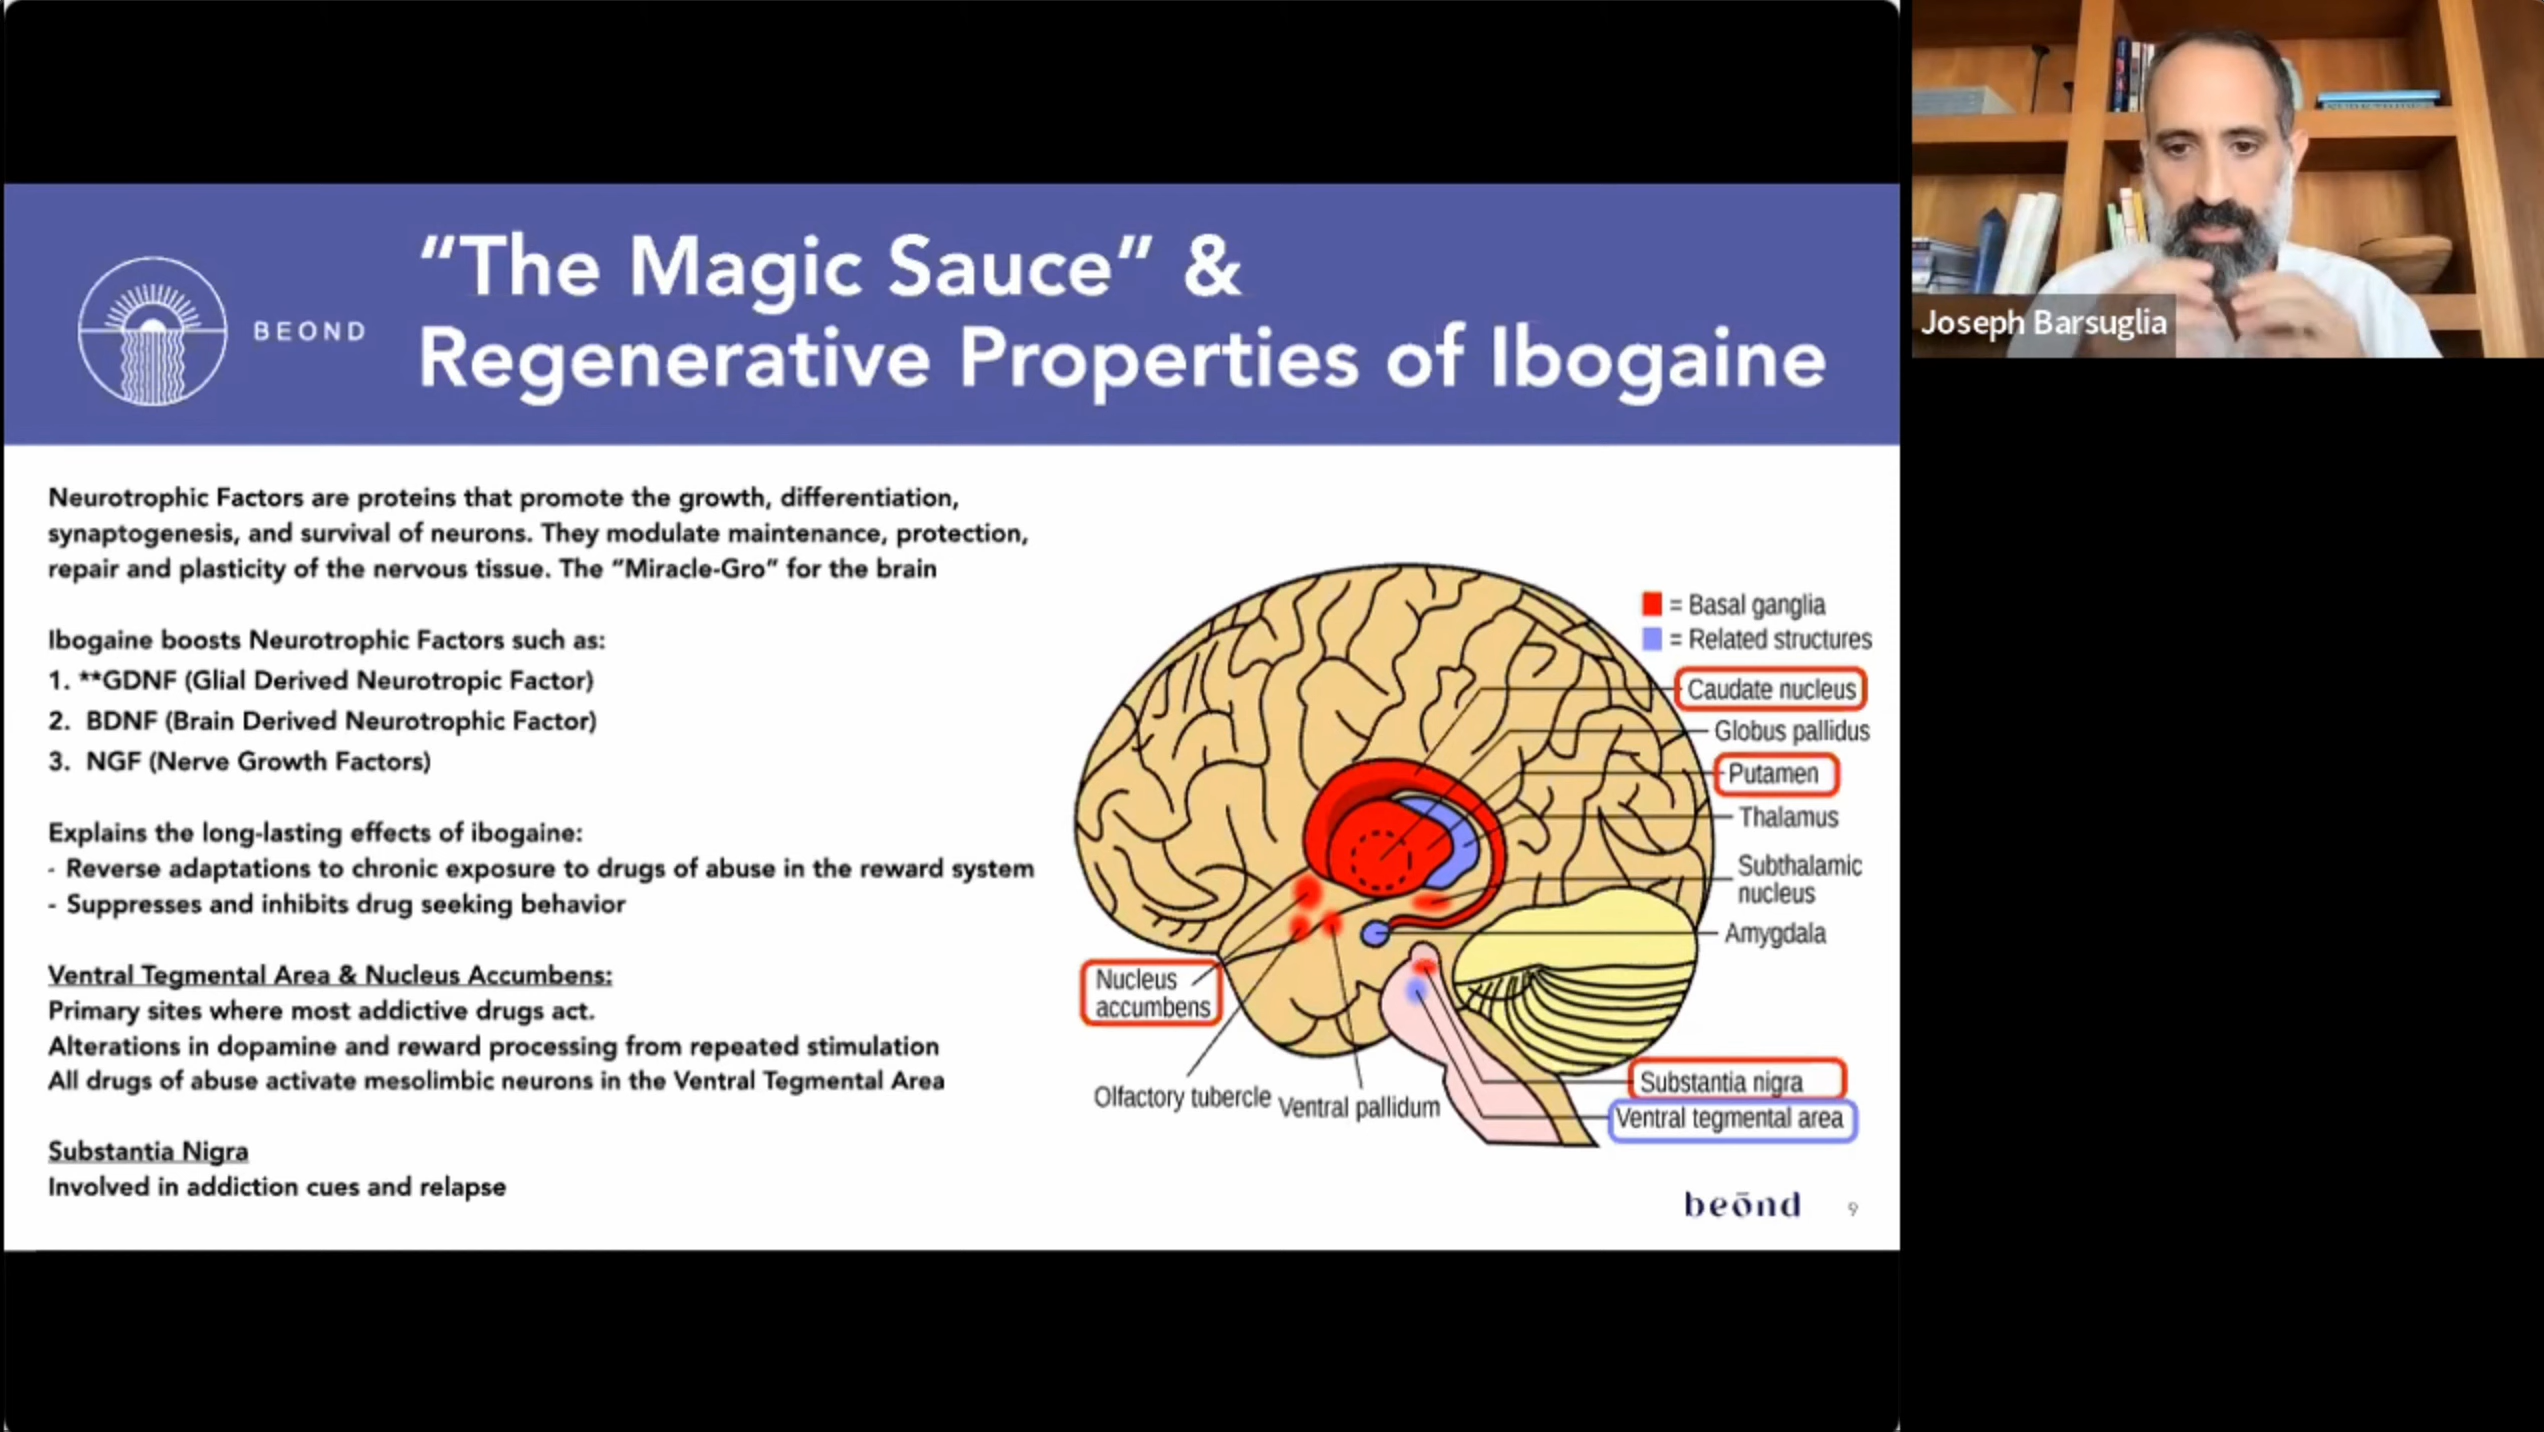 BEOND
“The Magic Sauce” &
Regenerative Properties of Ibogaine
Joseph Barsuglia
Neurotrophic Factors are proteins that promote the growth, differentiation,
synaptogenesis, and survival of neurons. They modulate maintenance, protection,
repair and plasticity of the nervous tissue. The “Miracle-Gro” for the brain
Ibogaine boosts Neurotrophic Factors such as:
1. **GDNF (Glial Derived Neurotropic Factor)
2. BDNF (Brain Derived Neurotrophic Factor)
3. NGF (Nerve Growth Factors)
Explains the long-lasting effects of ibogaine:
- Reverse adaptations to chronic exposure to drugs of abuse in the reward system
- Suppresses and inhibits drug seeking behavior
Ventral Tegmental Area & Nucleus Accumbens:
Primary sites where most addictive drugs act.
Alterations in dopamine and reward processing from repeated stimulation
All drugs of abuse activate mesolimbic neurons in the Ventral Tegmental Area
Substantia Nigra
Involved in addiction cues and relapse
= Basal ganglia
= Related structures
Caudate nucleus
Globus pallidus
Putamen
Thalamus
Subthalamic
nucleus
Amygdala
Nucleus
accumbens
Olfactory tubercle
Ventral pallidum
Substantia nigra
Ventral tegmental area
beōnd
9